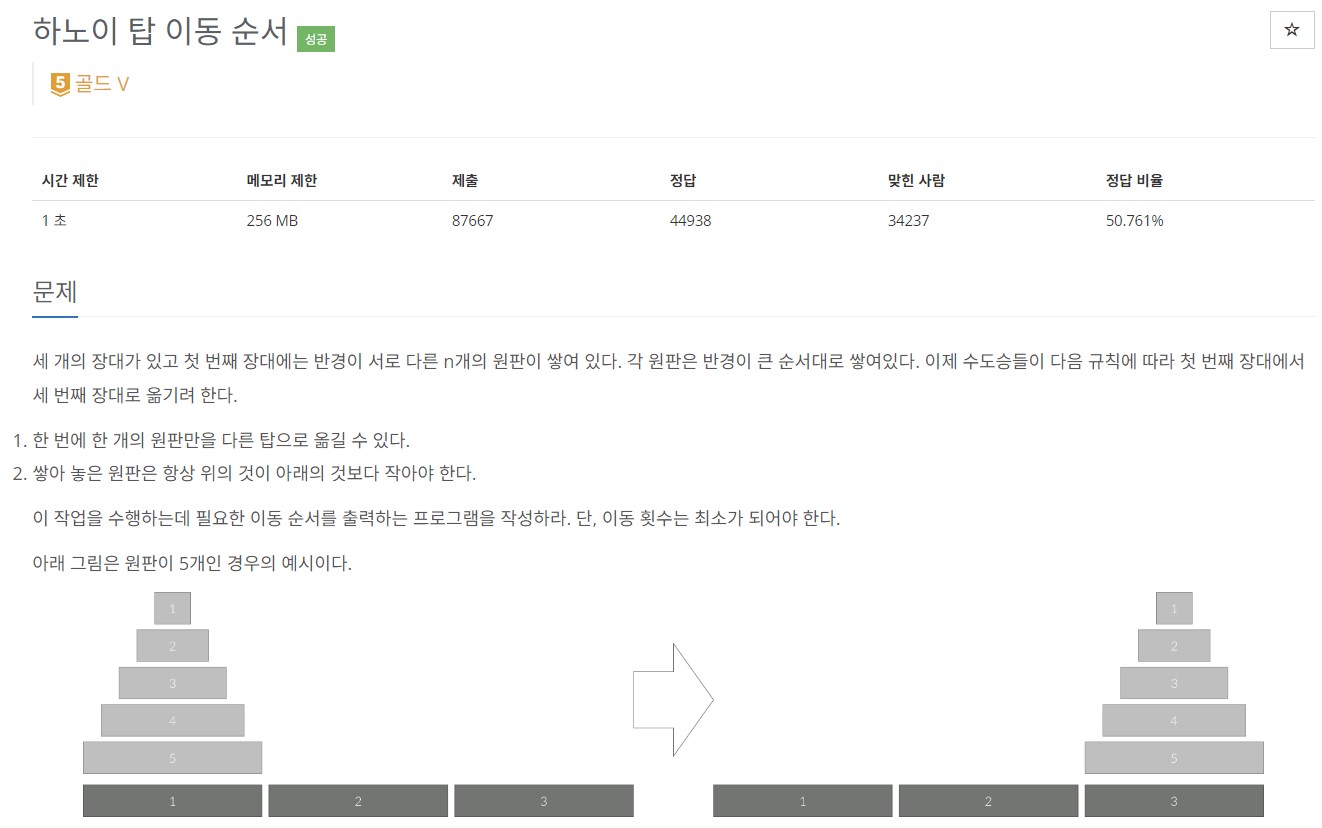 하노이 탑 이동 순서 성공
5 골드 V
시간 제한 메모리 제한 제출 정답 맞힌 사람 정답 비율
1 초 256 MB 87667 44938 34237 50.761%
문제
세 개의 장대가 있고 첫 번째 장대에는 반경이 서로 다른 n개의 원판이 쌓여 있다. 각 원판은 반경이 큰 순서대로 쌓여있다. 이제 수도승들이 다음 규칙에 따라 첫 번째 장대에서
세 번째 장대로 옮기려 한다.
1. 한 번에 한 개의 원판만을 다른 탑으로 옮길 수 있다.
2. 쌓아 놓은 원판은 항상 위의 것이 아래의 것보다 작아야 한다.
이 작업을 수행하는데 필요한 이동 순서를 출력하는 프로그램을 작성하라. 단, 이동 횟수는 최소가 되어야 한다.
아래 그림은 원판이 5개인 경우의 예시이다.
1 1
2 2
3 3
4 4
5 5
1 2 3 1 2 3